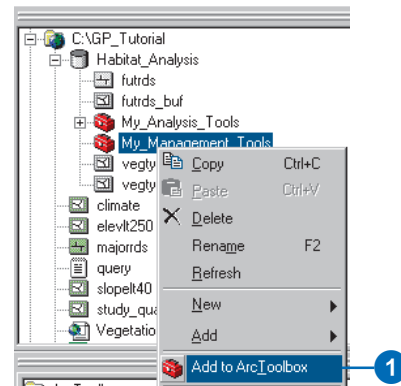 C:\GP_Tutorial
Habitat_Analysis
futrds
futrds_buf
My_Analysis_Tools
My_Management_Tools
vegty
Copy Ctrl+C
vegty
Paste Ctrl+V
climate
Delete
elevlt250
Rename F2
majorrds
Refresh
query
slopelt40
New
study_qua
Add
Vegetatio
Add to ArcToolbox
1